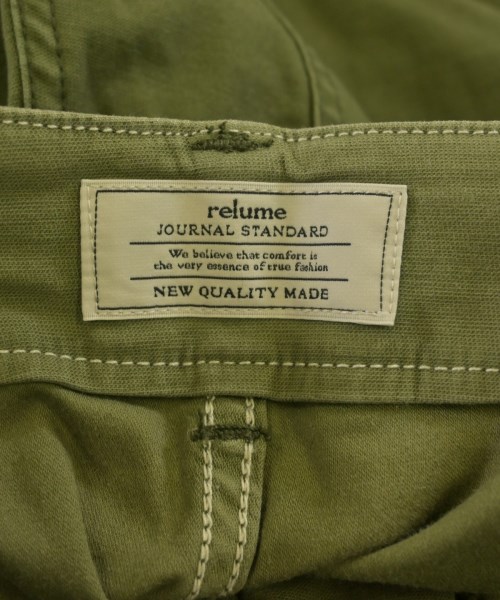 relume
JOURNAL STANDARD
We believe that comfort is
the very essence of true fashion
NEW QUALITY MADE